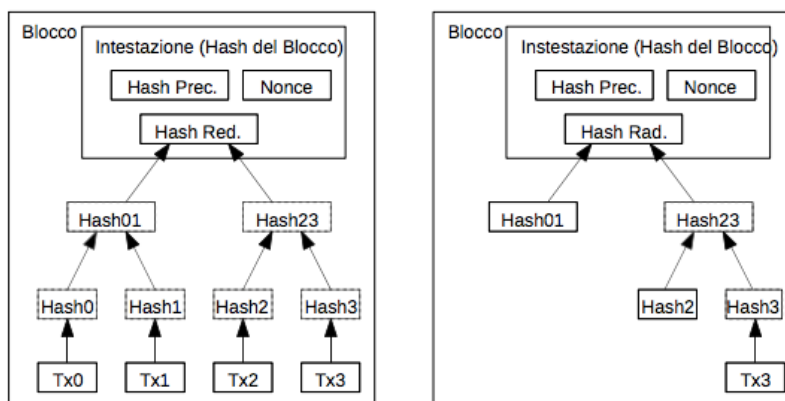 Blocco
Intestazione (Hash del Blocco)
Hash Prec.
Nonce
Hash Red.
Hash01
Hash23
Hash0
Hash1
Hash2
Hash3
Tx0
Tx1
Tx2
Tx3
Blocco
Instestazione (Hash del Blocco)
Hash Prec.
Nonce
Hash Rad.
Hash01
Hash23
Hash2
Hash3
Tx3